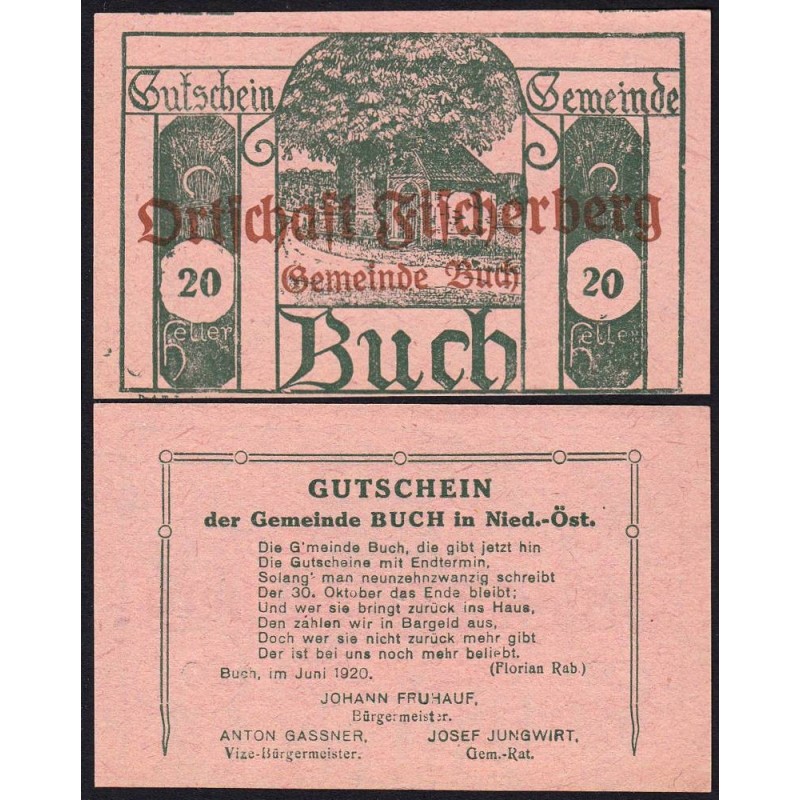 Gutschein Gemeinde
Ortschaft Fischerberg
Gemeinde Buch
20 20
Heller Heller
Buch
GUTSCHEIN
der Gemeinde BUCH in Nied.-Öst.
Die G'meinde Buch, die gibt jetzt hin
Die Gutscheine mit Endtermin,
Solang' man neunzehnzwanzig schreibt
Der 30. Oktober das Ende bleibt;
Und wer sie bringt zurück ins Haus,
Den zählen wir in Bargeld aus,
Doch wer sie nicht zurück mehr gibt
Der ist bei uns noch mehr beliebt.
Buch, im Juni 1920. (Florian Rab.)
JOHANN FRUHAUF,
Bürgermeister.
ANTON GASSNER, JOSEF JUNGWIRT,
Vize-Bürgermeister. Gem.-Rat.